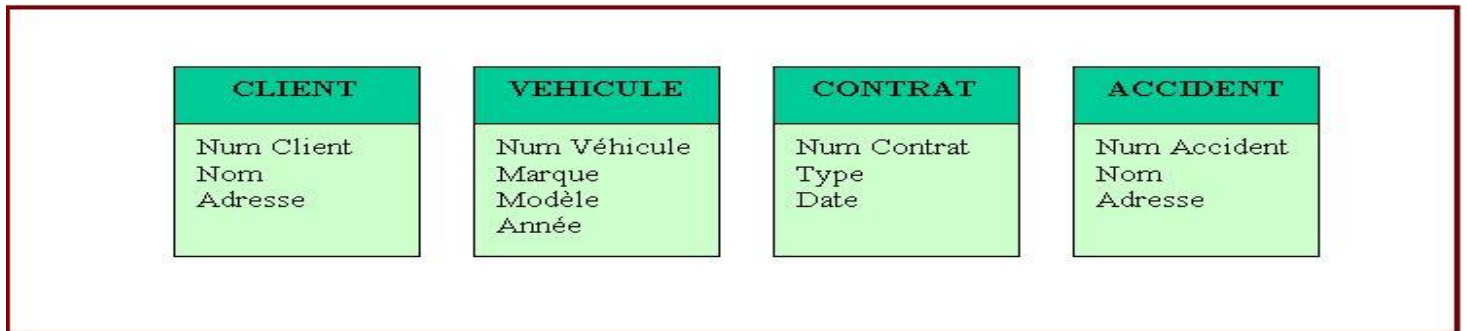 CLIENT
Num Client
Nom
Adresse
VEHICULE
Num Véhicule
Marque
Modèle
Année
CONTRAT
Num Contrat
Type
Date
ACCIDENT
Num Accident
Nom
Adresse